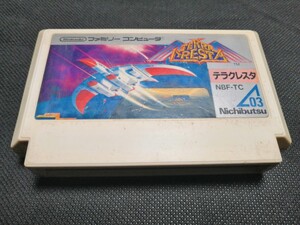 Nintendo ファミリー コンピュータ
TERRA CRESTA
テラクレスタ
NBF-TC
03
Nichibutsu